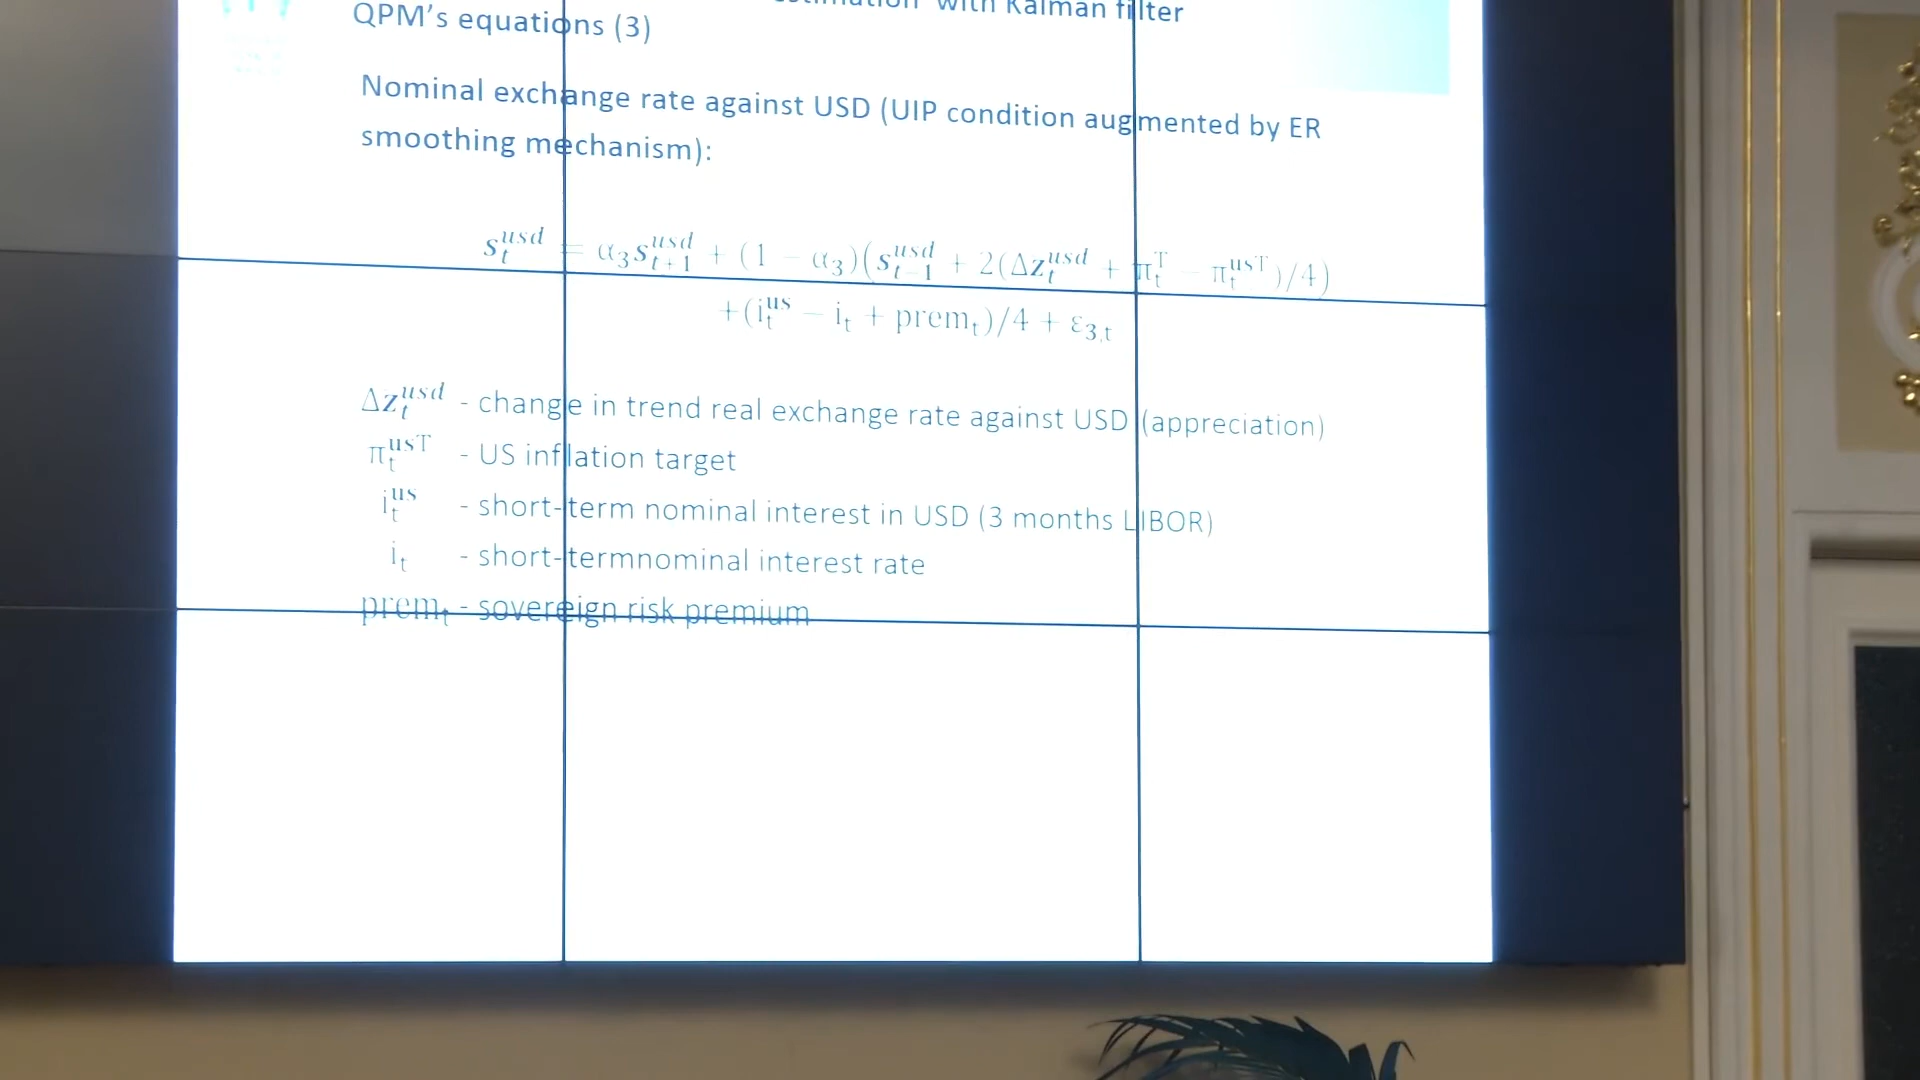 with Kalman filter
QPM's equations (3)
Nominal exchange rate against USD (UIP condition augmented by ER
smoothing mechanism):
s_t^{usd} = α_3 s_{t+1}^{usd} + (1 − α_3)(s_{t−1}^{usd} + 2(Δz_t^{usd} + π_t^T − π_t^{usT})/4)
+(i_t^{us} − i_t + prem_t)/4 + ε_{3,t}
Δz_t^{usd} - change in trend real exchange rate against USD (appreciation)
π_t^{usT} - US inflation target
i_t^{us} - short-term nominal interest in USD (3 months LIBOR)
i_t - short-termnominal interest rate
prem_t - sovereign risk premium